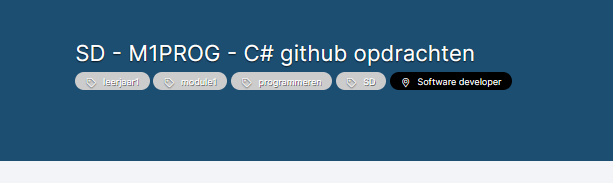 SD - M1PROG - C# github opdrachten
leerjaar1 module1 programmeren SD Software developer